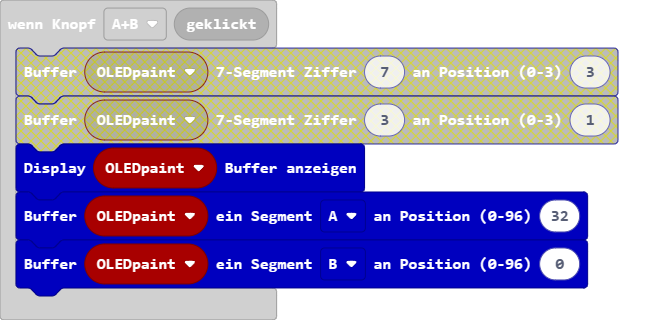 wenn Knopf A+B geklickt
Buffer OLEDpaint 7-Segment Ziffer 7 an Position (0-3) 3
Buffer OLEDpaint 7-Segment Ziffer 3 an Position (0-3) 1
Display OLEDpaint Buffer anzeigen
Buffer OLEDpaint ein Segment A an Position (0-96) 32
Buffer OLEDpaint ein Segment B an Position (0-96) 0